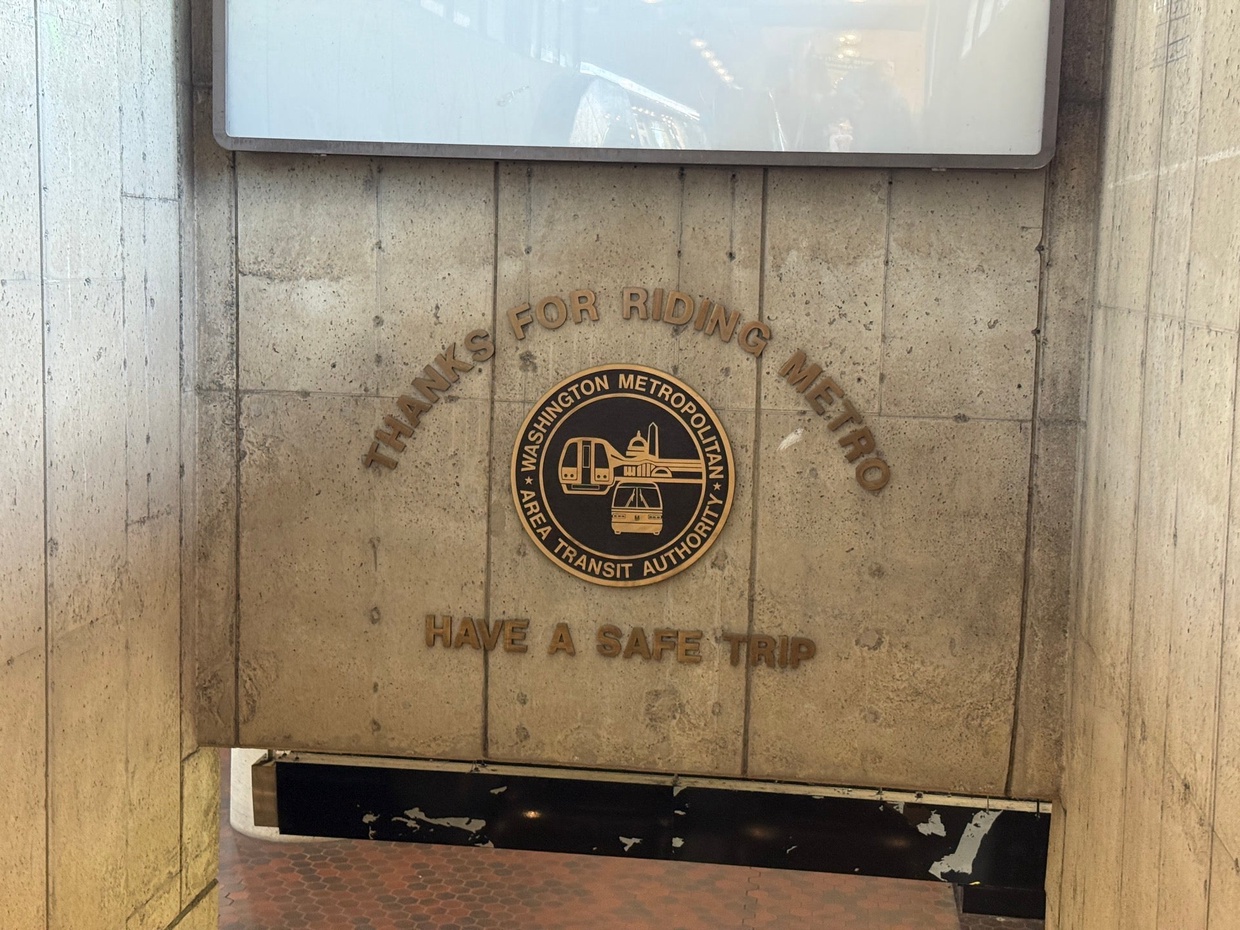 THANKS FOR RIDING METRO
★ WASHINGTON METROPOLITAN ★
AREA TRANSIT AUTHORITY
HAVE A SAFE TRIP